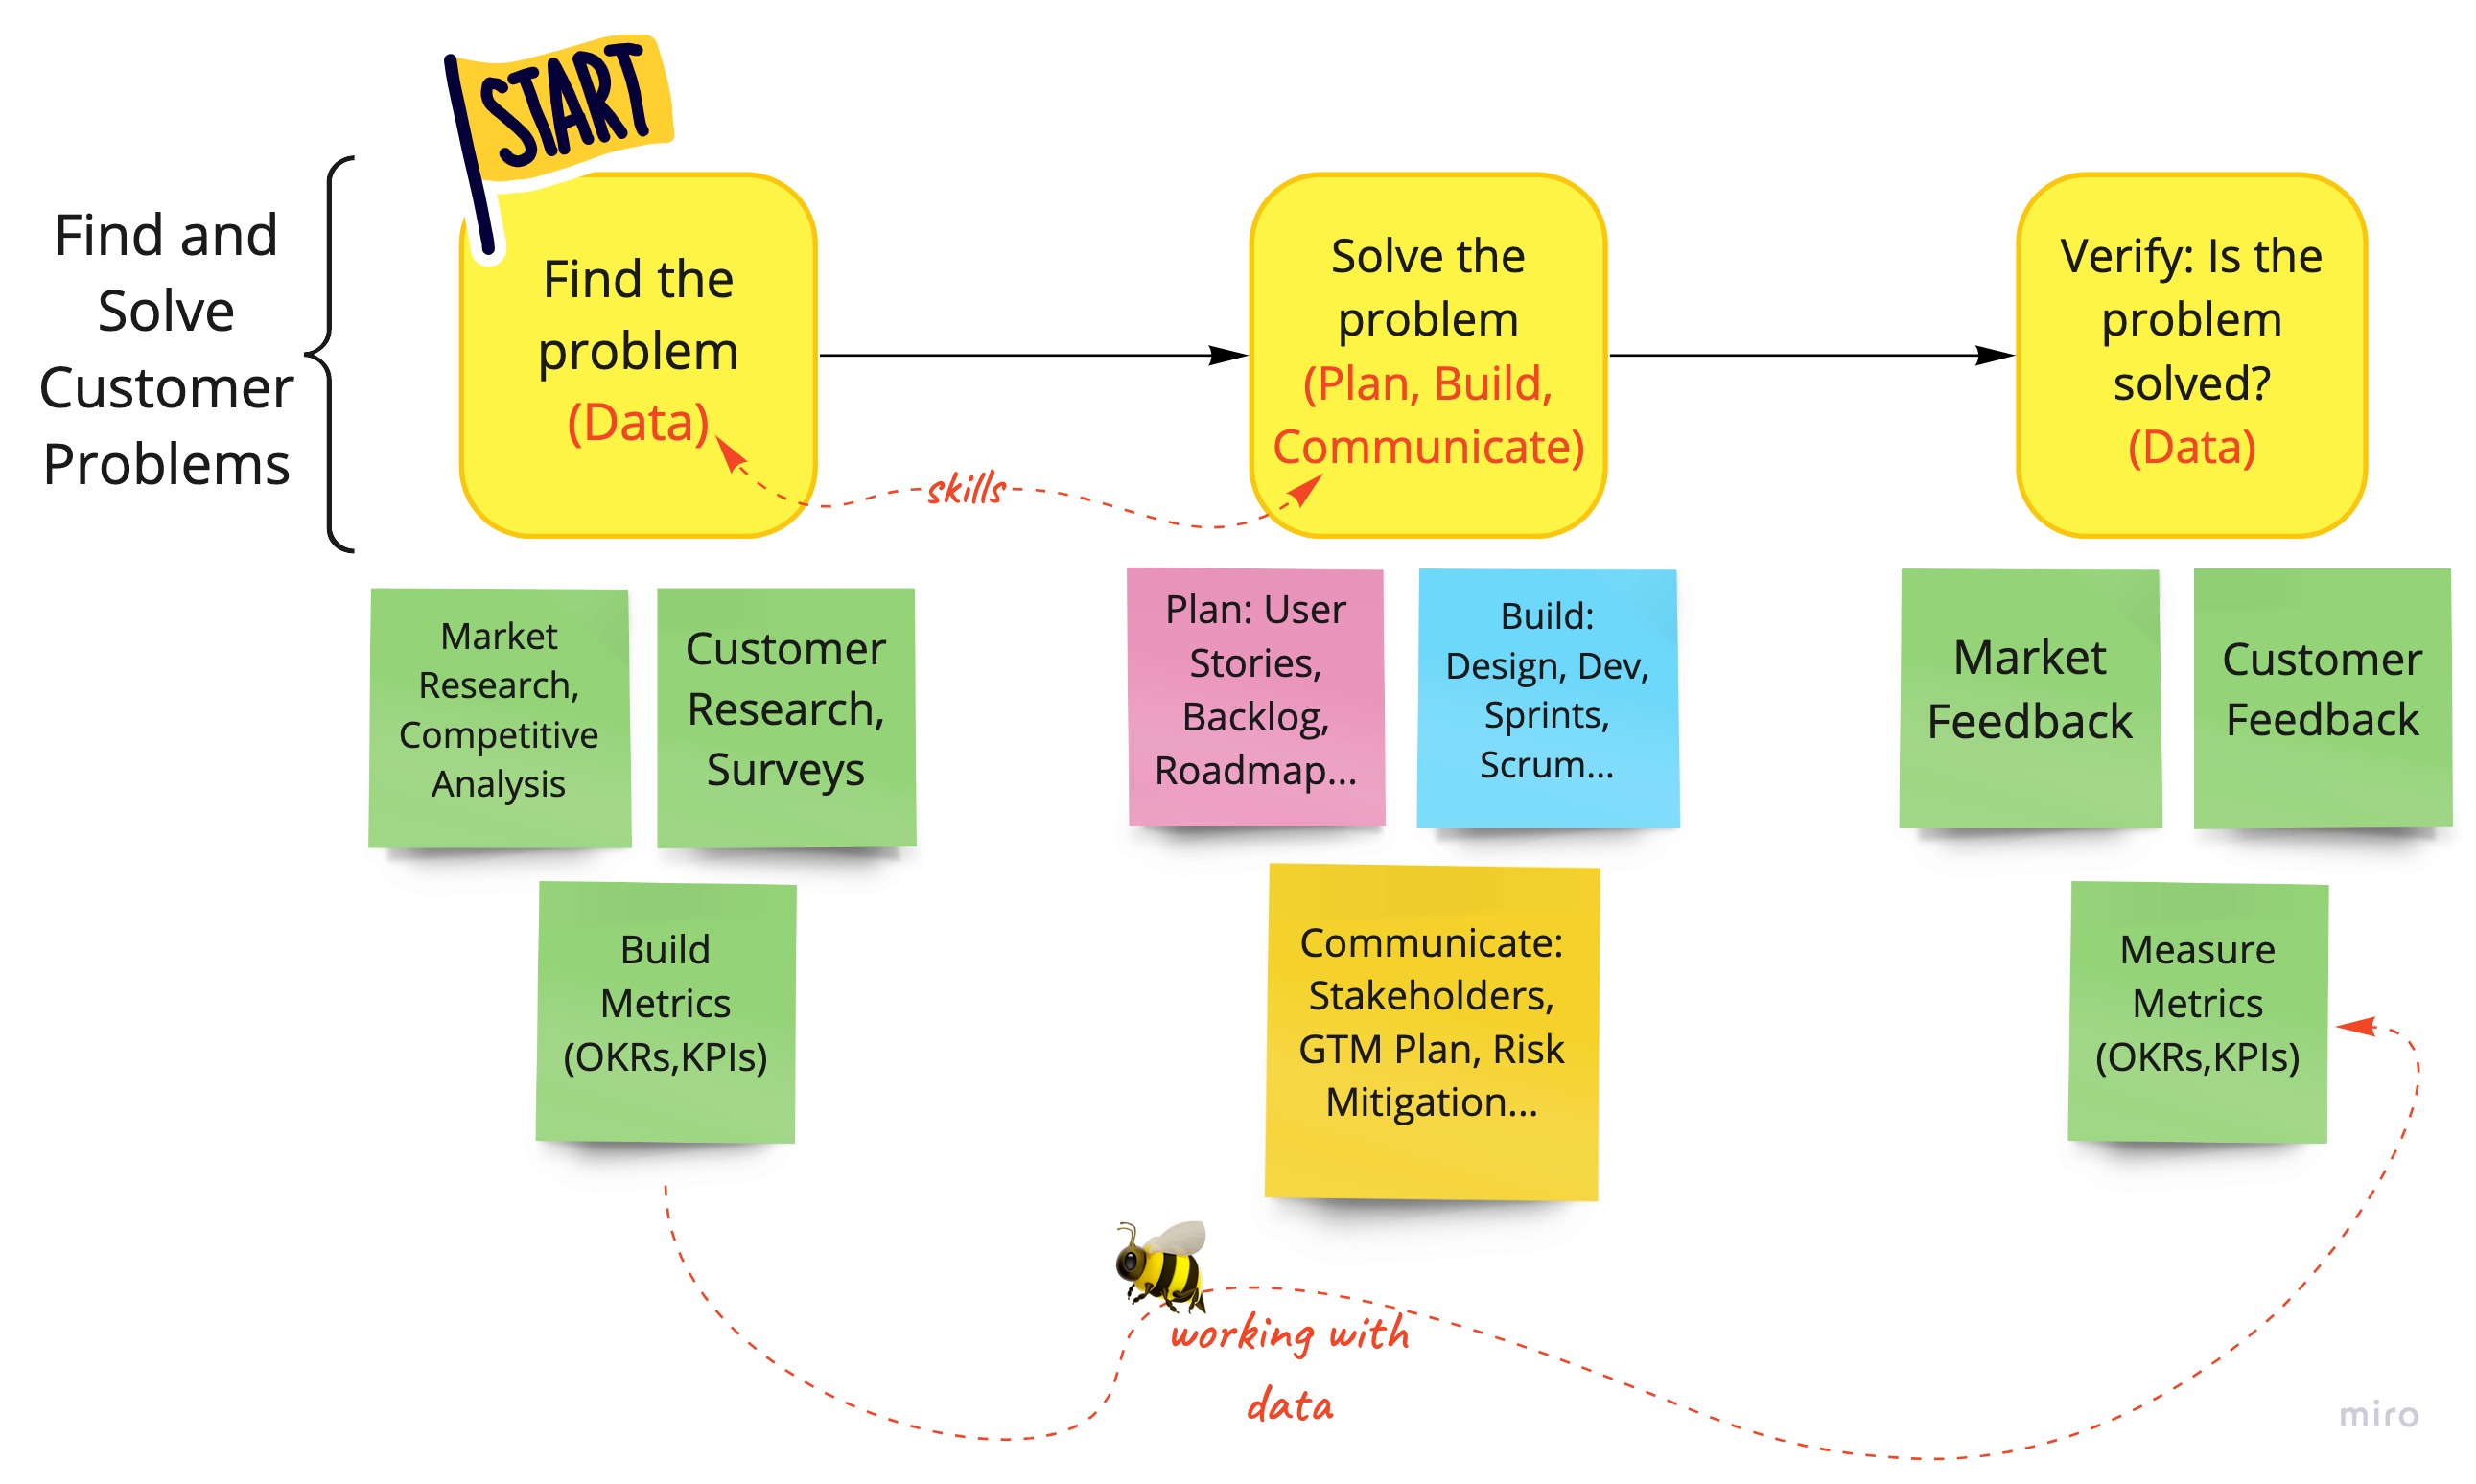 START
Find and
Solve
Customer
Problems
Find the
problem
(Data)
skills
Solve the
problem
(Plan, Build,
Communicate)
Verify: Is the
problem
solved?
(Data)
Market
Research,
Competitive
Analysis
Customer
Research,
Surveys
Build
Metrics
(OKRs,KPIs)
Plan: User
Stories,
Backlog,
Roadmap...
Build:
Design, Dev,
Sprints,
Scrum...
Communicate:
Stakeholders,
GTM Plan, Risk
Mitigation...
Market
Feedback
Customer
Feedback
Measure
Metrics
(OKRs,KPIs)
working with
data
miro